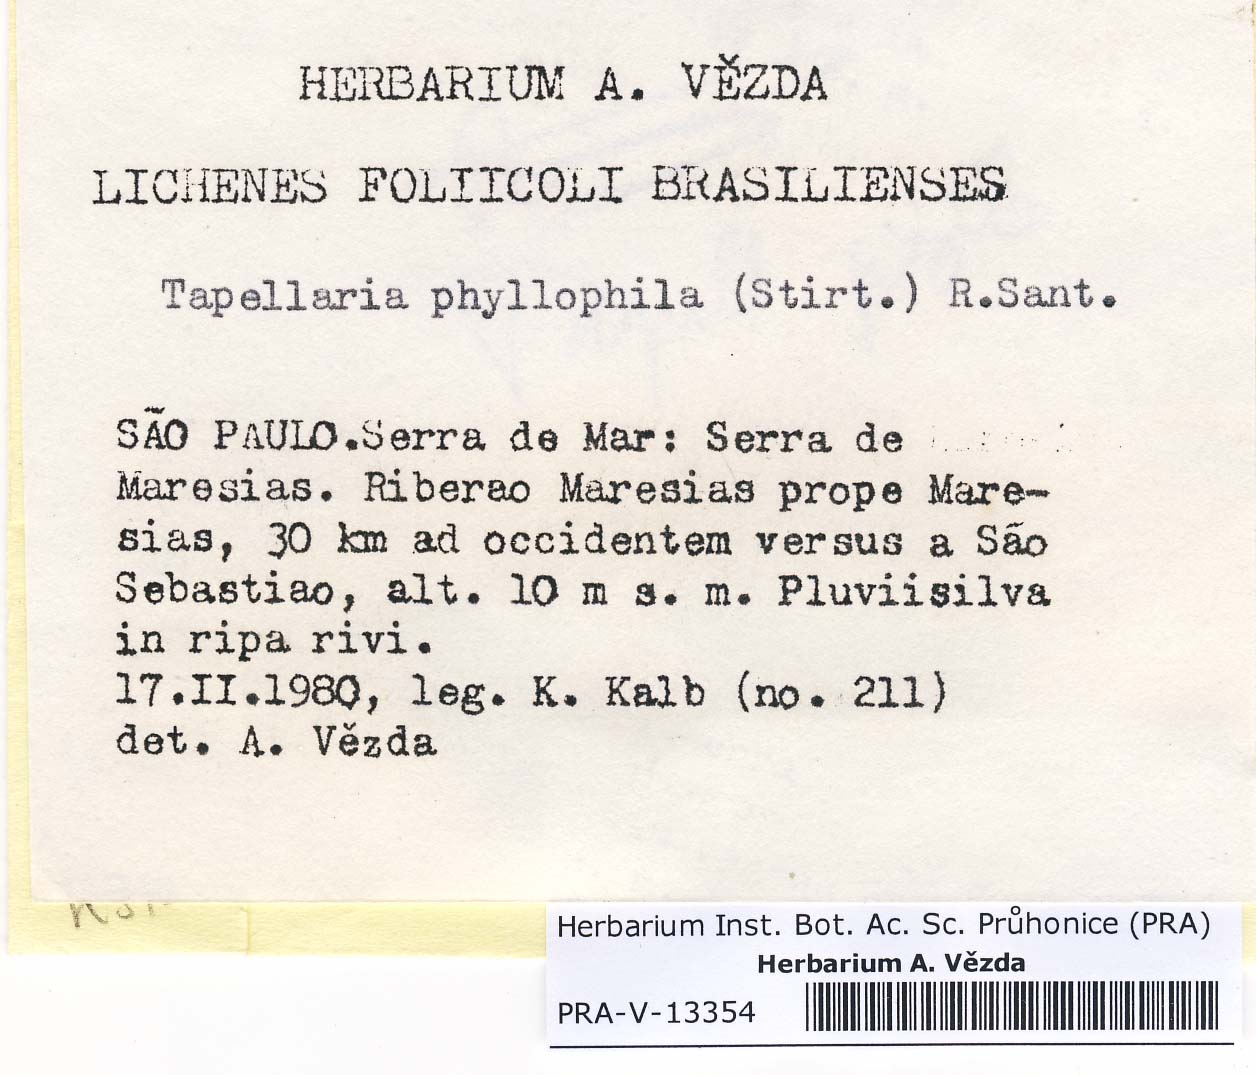 HERBARIUM A. VĚZDA
LICHENES FOLIICOLI BRASILIENSES
Tapellaria phyllophila (Stirt.) R.Sant.
SÃO PAULO.Serra de Mar: Serra de
Maresias. Riberao Maresias prope Mare-
sias, 30 km ad occidentem versus a São
Sebastiao, alt. 10 m s. m. Pluviisilva
in ripa rivi.
17.II.1980, leg. K. Kalb (no. 211)
det. A. Vězda
Herbarium Inst. Bot. Ac. Sc. Průhonice (PRA)
Herbarium A. Vězda
PRA-V-13354